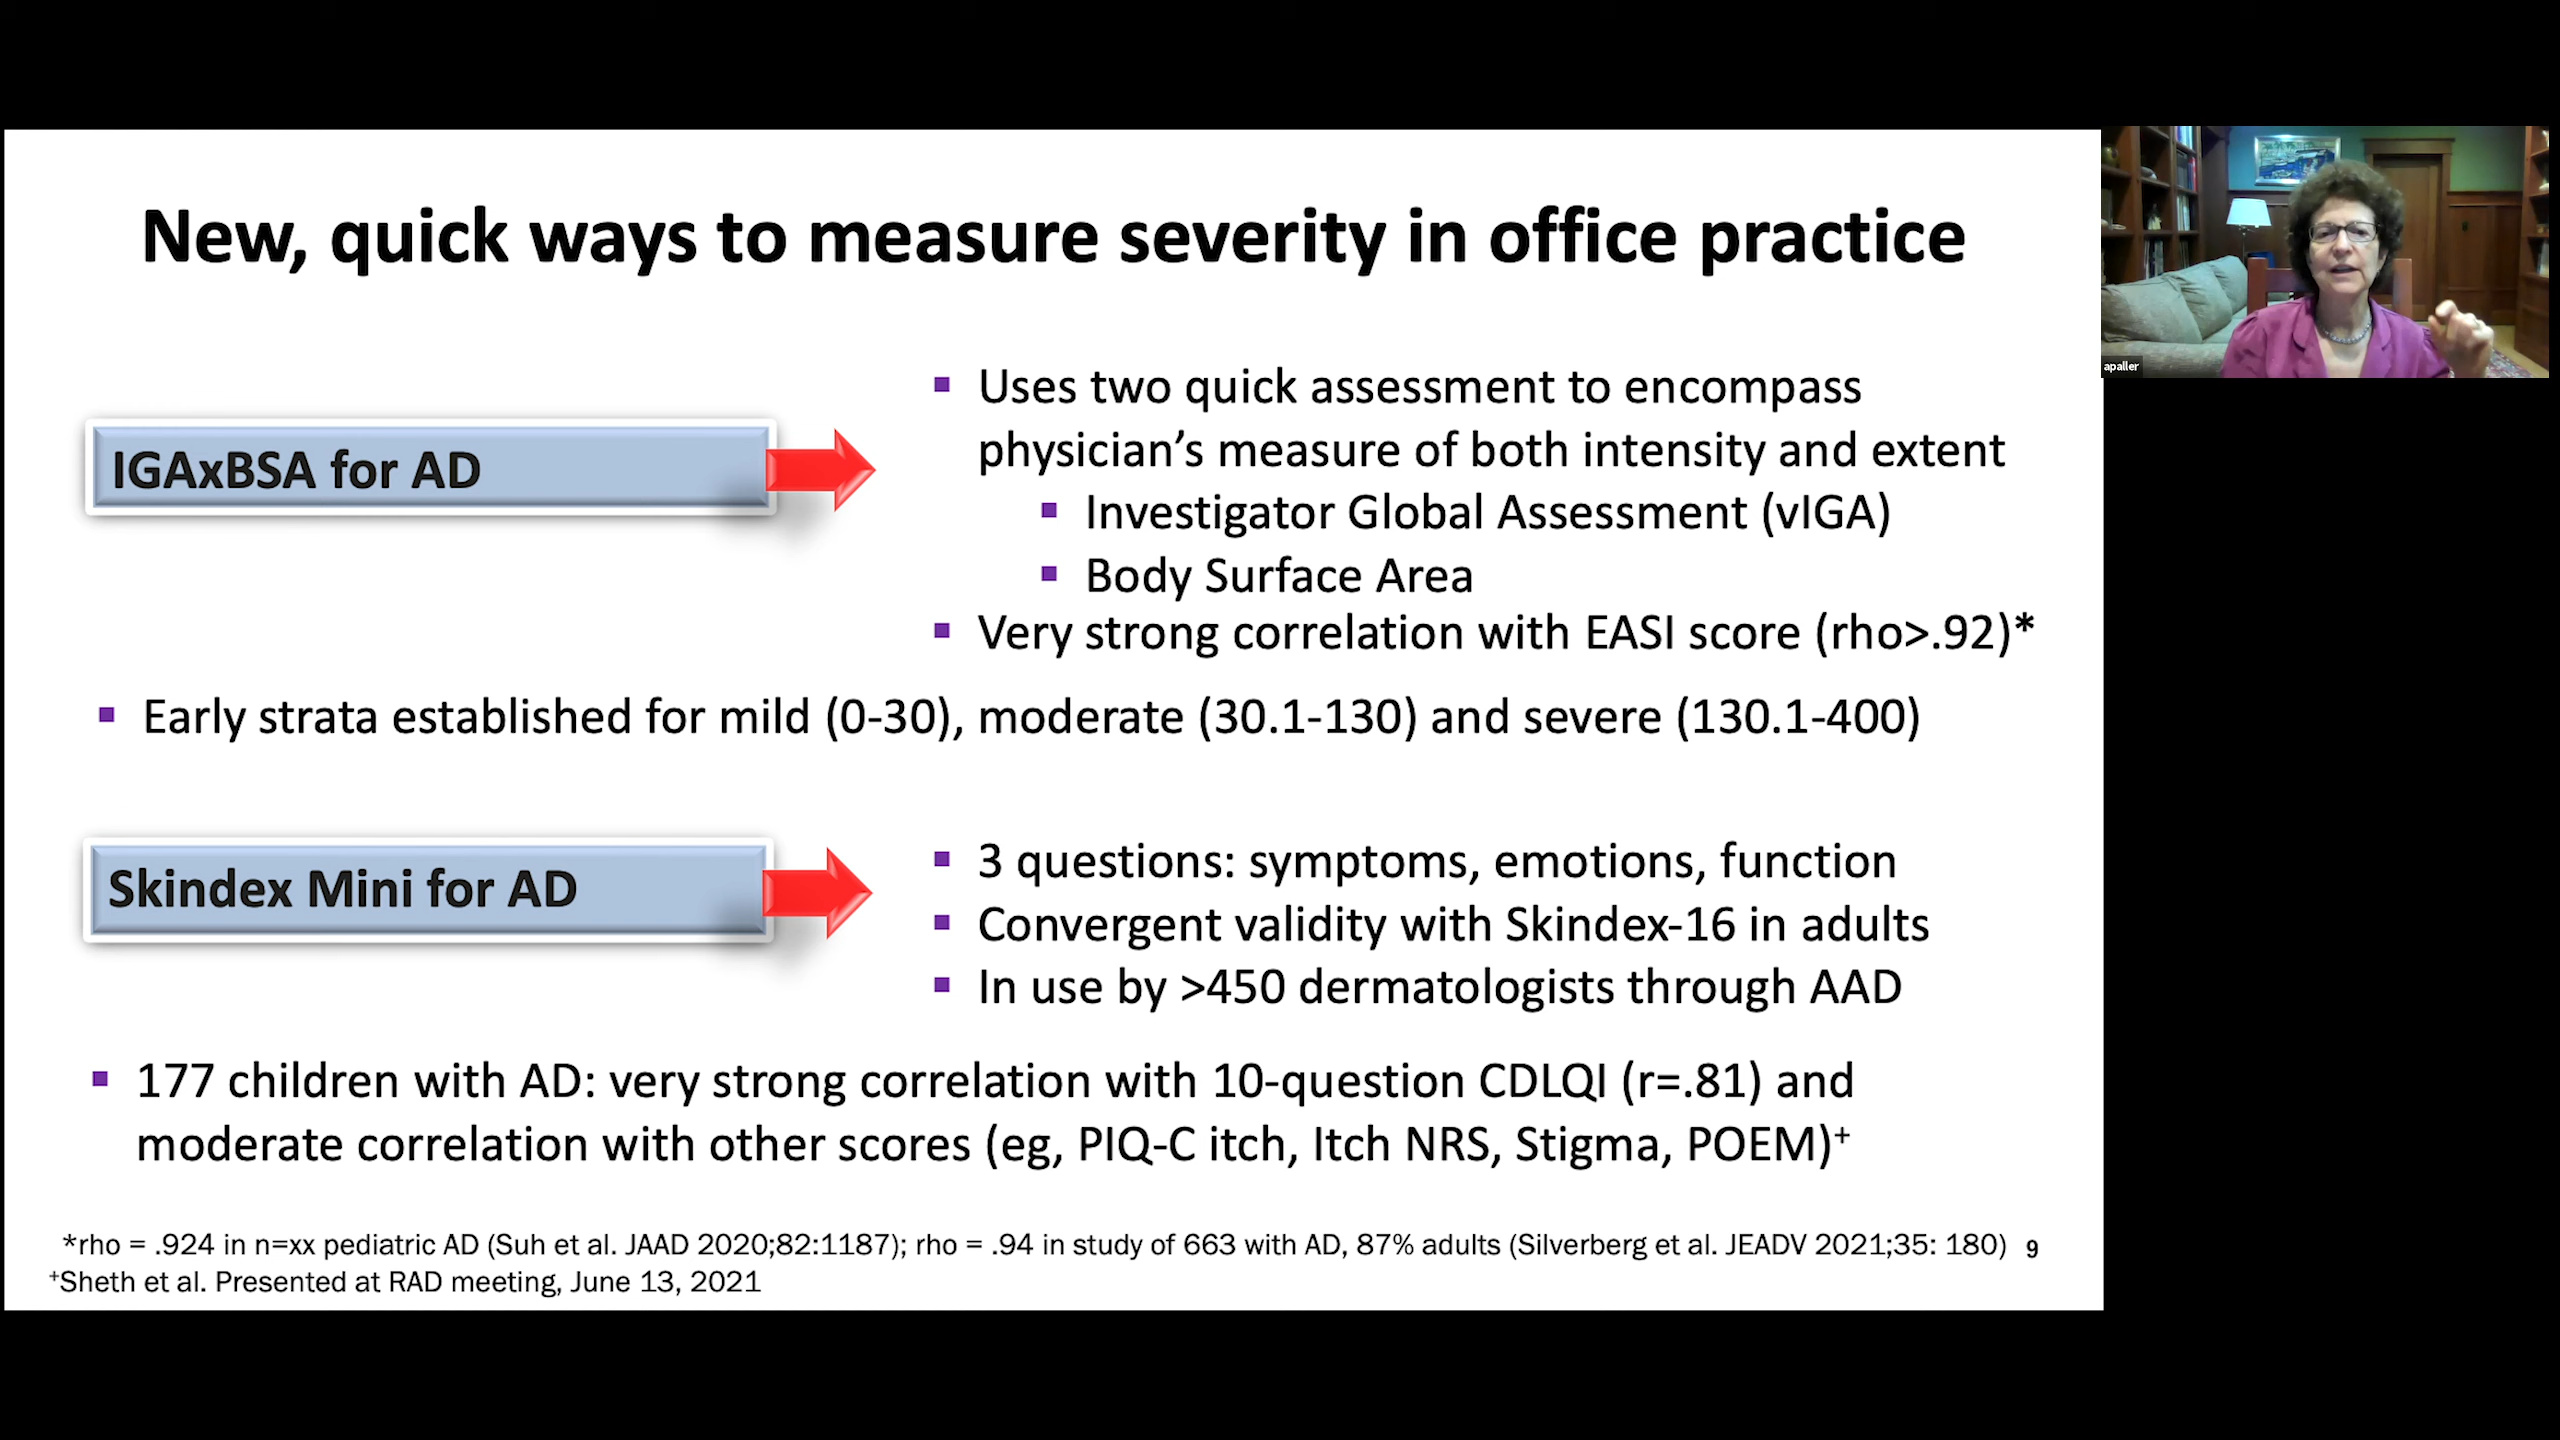 New, quick ways to measure severity in office practice
IGAxBSA for AD
▪ Uses two quick assessment to encompass
physician’s measure of both intensity and extent
▪ Investigator Global Assessment (vIGA)
▪ Body Surface Area
▪ Very strong correlation with EASI score (rho>.92)*
▪ Early strata established for mild (0-30), moderate (30.1-130) and severe (130.1-400)
Skindex Mini for AD
▪ 3 questions: symptoms, emotions, function
▪ Convergent validity with Skindex-16 in adults
▪ In use by >450 dermatologists through AAD
▪ 177 children with AD: very strong correlation with 10-question CDLQI (r=.81) and
moderate correlation with other scores (eg, PIQ-C itch, Itch NRS, Stigma, POEM)⁺
*rho = .924 in n=xx pediatric AD (Suh et al. JAAD 2020;82:1187); rho = .94 in study of 663 with AD, 87% adults (Silverberg et al. JEADV 2021;35: 180) 9
⁺Sheth et al. Presented at RAD meeting, June 13, 2021
apaller